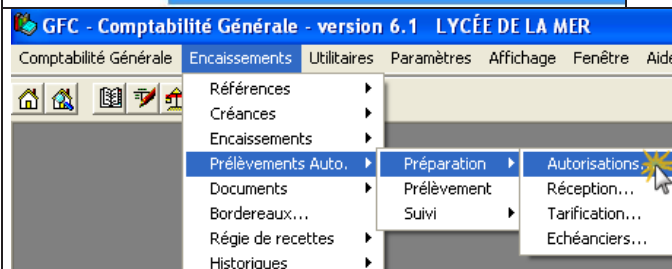 GFC - Comptabilité Générale - version 6.1 LYCÉE DE LA MER
Comptabilité Générale Encaissements Utilitaires Paramètres Affichage Fenêtre Aide
Références
Créances
Encaissements
Prélèvements Auto. Préparation Autorisations...
Documents Prélèvement Réception...
Bordereaux... Suivi Tarification...
Régie de recettes Echéanciers...
Historiques